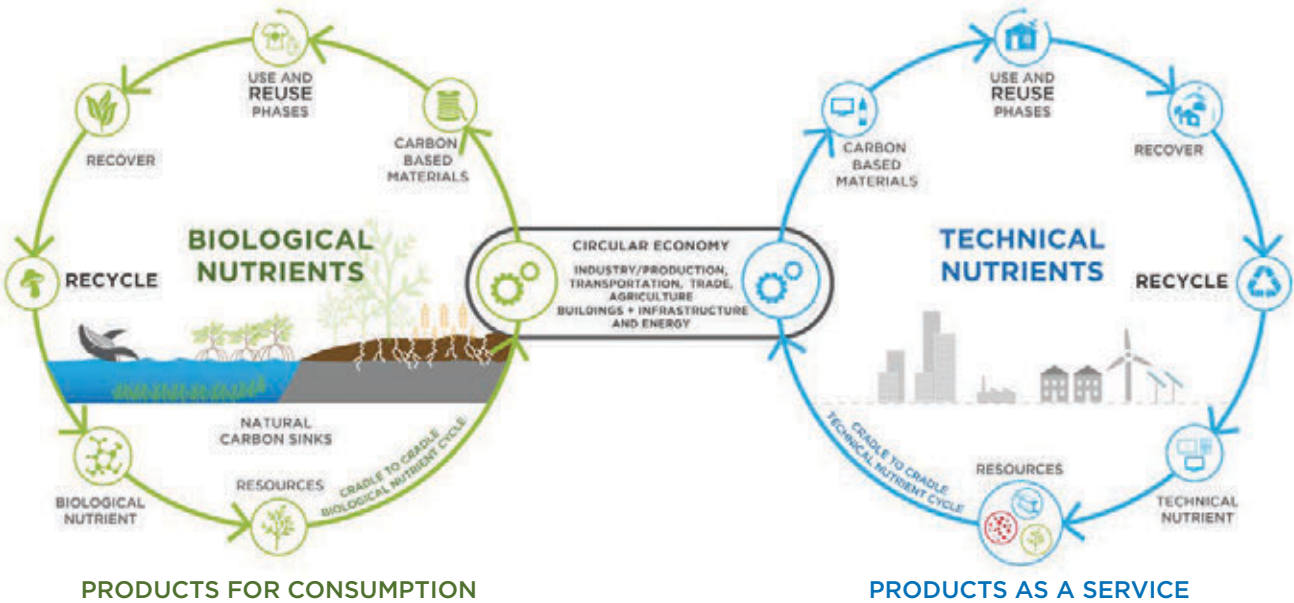 USE AND
REUSE
PHASES
CARBON
BASED
MATERIALS
RECOVER
BIOLOGICAL
NUTRIENTS
RECYCLE
NATURAL
CARBON SINKS
BIOLOGICAL
NUTRIENT
RESOURCES
CRADLE TO CRADLE
BIOLOGICAL NUTRIENT CYCLE
PRODUCTS FOR CONSUMPTION
CIRCULAR ECONOMY
INDUSTRY/PRODUCTION,
TRANSPORTATION, TRADE,
AGRICULTURE
BUILDINGS + INFRASTRUCTURE
AND ENERGY
USE AND
REUSE
PHASES
CARBON
BASED
MATERIALS
RECOVER
TECHNICAL
NUTRIENTS
RECYCLE
CRADLE TO CRADLE
TECHNICAL NUTRIENT CYCLE
RESOURCES
TECHNICAL
NUTRIENT
PRODUCTS AS A SERVICE